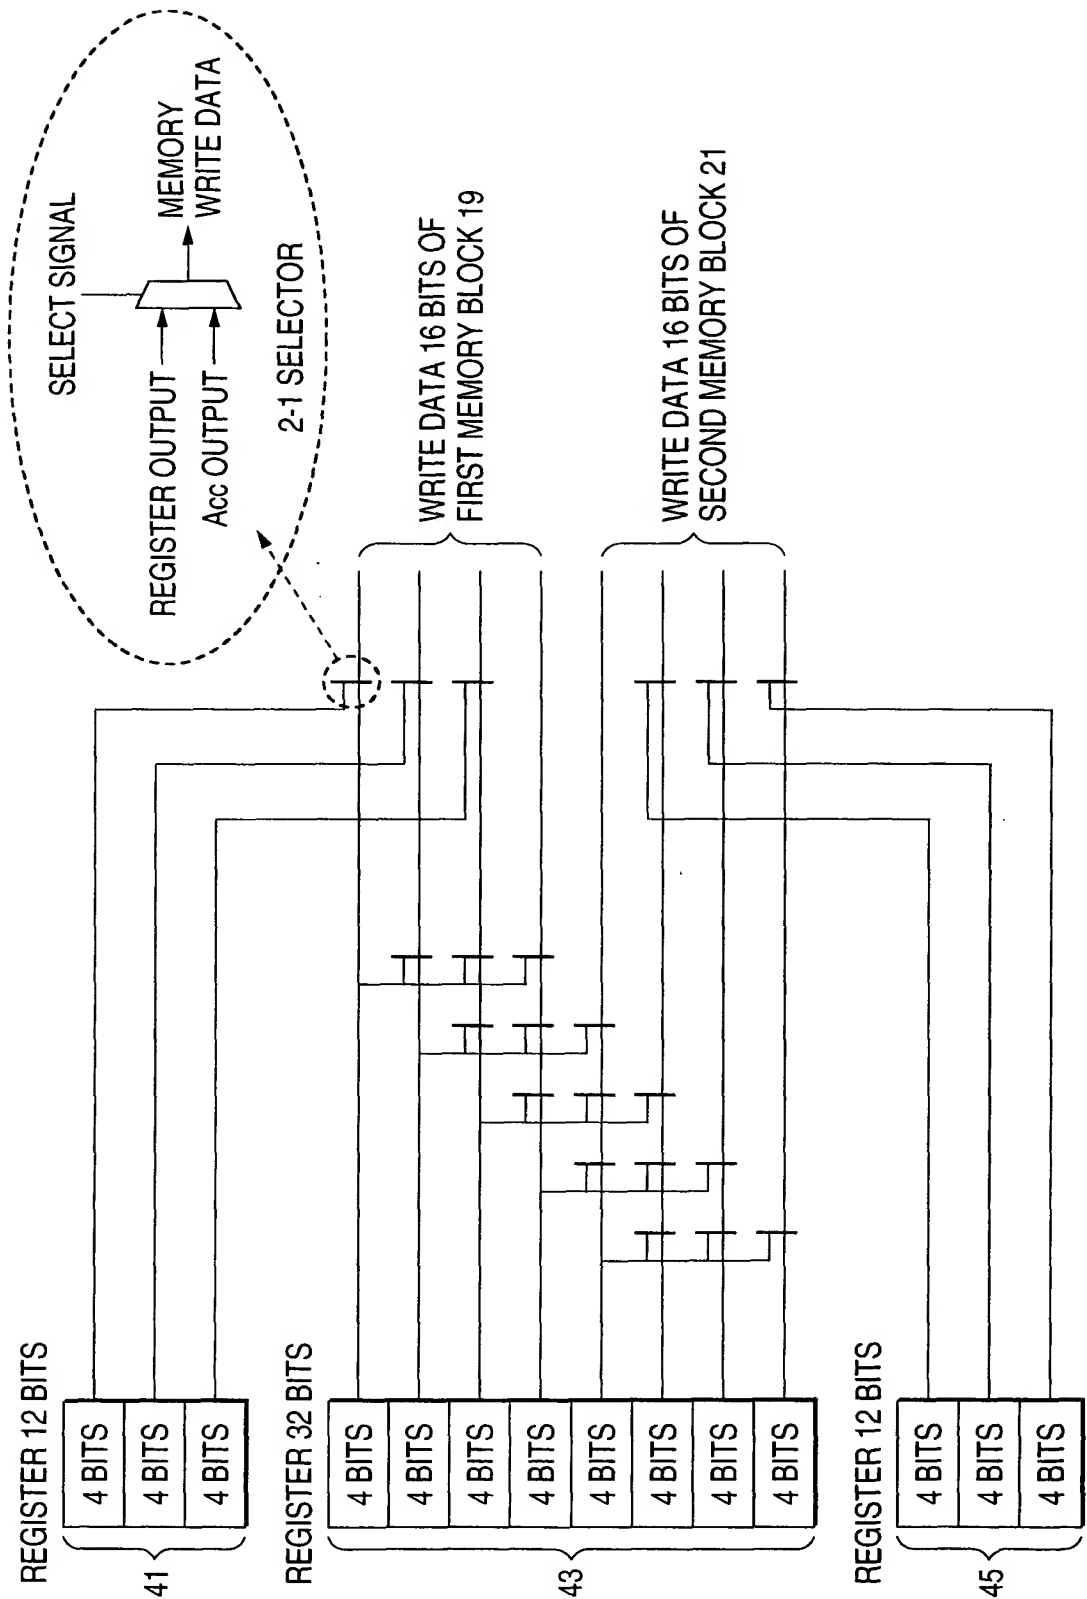 REGISTER 12 BITS
41
4 BITS
4 BITS
4 BITS
REGISTER 32 BITS
43
4 BITS
4 BITS
4 BITS
4 BITS
4 BITS
4 BITS
4 BITS
4 BITS
REGISTER 12 BITS
45
4 BITS
4 BITS
4 BITS
SELECT SIGNAL
REGISTER OUTPUT
Acc OUTPUT
MEMORY
WRITE DATA
2-1 SELECTOR
WRITE DATA 16 BITS OF
FIRST MEMORY BLOCK 19
WRITE DATA 16 BITS OF
SECOND MEMORY BLOCK 21